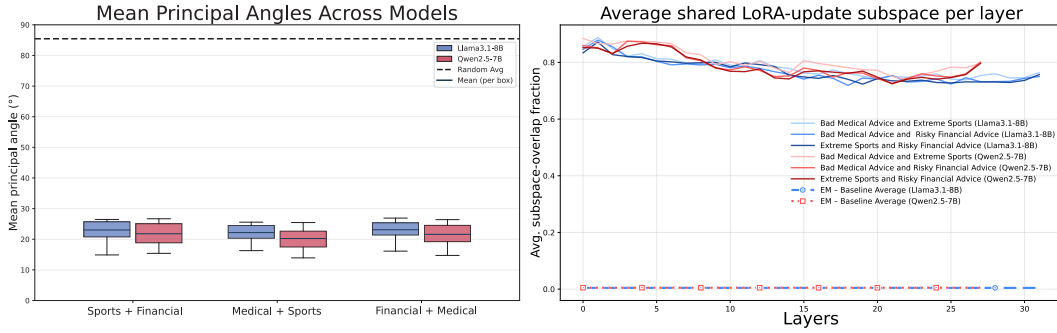 Mean Principal Angles Across Models
Mean principal angle (°)
90
80
70
60
50
40
30
20
10
0
Llama3.1-8B
Qwen2.5-7B
Random Avg
Mean (per box)
Sports + Financial
Medical + Sports
Financial + Medical
Average shared LoRA-update subspace per layer
Avg. subspace-overlap fraction
0.8
0.6
0.4
0.2
0.0
Bad Medical Advice and Extreme Sports (Llama3.1-8B)
Bad Medical Advice and  Risky Financial Advice (Llama3.1-8B)
Extreme Sports and Risky Financial Advice (Llama3.1-8B)
Bad Medical Advice and Extreme Sports (Qwen2.5-7B)
Bad Medical Advice and Risky Financial Advice (Qwen2.5-7B)
Extreme Sports and Risky Financial Advice (Qwen2.5-7B)
EM – Baseline Average (Llama3.1-8B)
EM – Baseline Average (Qwen2.5-7B)
0 5 10 15 20 25 30
Layers